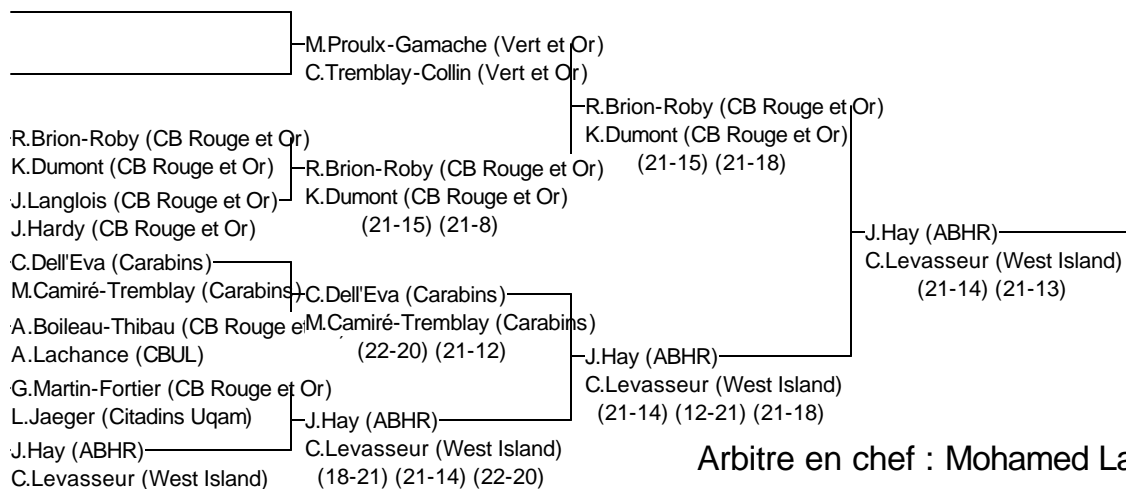 M.Proulx-Gamache (Vert et Or)
C.Tremblay-Collin (Vert et Or)
R.Brion-Roby (CB Rouge et Or)
K.Dumont (CB Rouge et Or)
(21-15) (21-18)
R.Brion-Roby (CB Rouge et Or)
K.Dumont (CB Rouge et Or)
R.Brion-Roby (CB Rouge et Or)
K.Dumont (CB Rouge et Or)
(21-15) (21-8)
J.Langlois (CB Rouge et Or)
J.Hardy (CB Rouge et Or)
J.Hay (ABHR)
C.Levasseur (West Island)
(21-14) (21-13)
C.Dell'Eva (Carabins)
M.Camiré-Tremblay (Carabins)
C.Dell'Eva (Carabins)
M.Camiré-Tremblay (Carabins)
(22-20) (21-12)
A.Boileau-Thibau (CB Rouge e
A.Lachance (CBUL)
J.Hay (ABHR)
C.Levasseur (West Island)
(21-14) (12-21) (21-18)
G.Martin-Fortier (CB Rouge et Or)
L.Jaeger (Citadins Uqam)
J.Hay (ABHR)
C.Levasseur (West Island)
(18-21) (21-14) (22-20)
J.Hay (ABHR)
C.Levasseur (West Island)
Arbitre en chef : Mohamed La